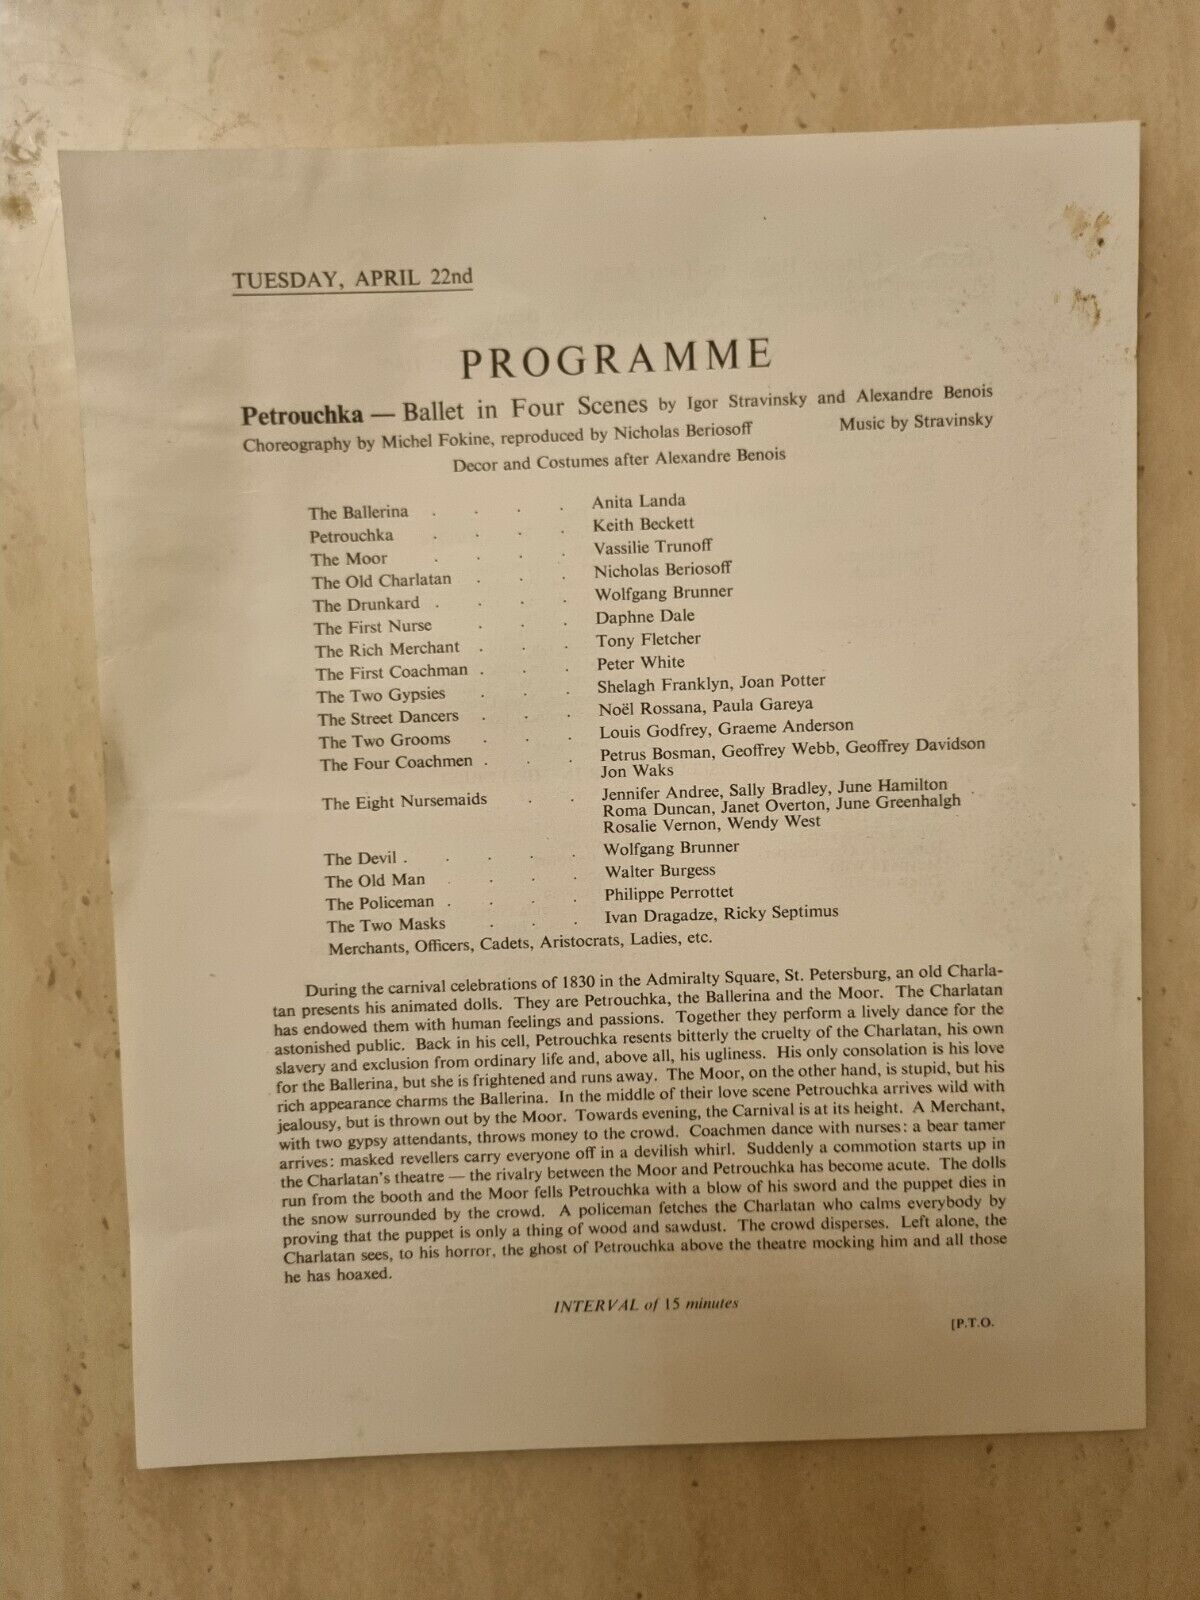 TUESDAY, APRIL 22nd
PROGRAMME
Petrouchka — Ballet in Four Scenes by Igor Stravinsky and Alexandre Benois
Choreography by Michel Fokine, reproduced by Nicholas Beriosoff Music by Stravinsky
Decor and Costumes after Alexandre Benois
The Ballerina . . . . Anita Landa
Petrouchka . . . . Keith Beckett
The Moor . . . . Vassilie Trunoff
The Old Charlatan . . . Nicholas Beriosoff
The Drunkard . . . . Wolfgang Brunner
The First Nurse . . . Daphne Dale
The Rich Merchant . . . Tony Fletcher
The First Coachman . . . Peter White
The Two Gypsies . . . Shelagh Franklyn, Joan Potter
The Street Dancers . . . Noël Rossana, Paula Gareya
The Two Grooms . . . Louis Godfrey, Graeme Anderson
The Four Coachmen . . . Petrus Bosman, Geoffrey Webb, Geoffrey Davidson
Jon Waks
The Eight Nursemaids . . Jennifer Andree, Sally Bradley, June Hamilton
Roma Duncan, Janet Overton, June Greenhalgh
Rosalie Vernon, Wendy West
The Devil . . . . . Wolfgang Brunner
The Old Man . . . . Walter Burgess
The Policeman . . . . Philippe Perrottet
The Two Masks . . . Ivan Dragadze, Ricky Septimus
Merchants, Officers, Cadets, Aristocrats, Ladies, etc.
During the carnival celebrations of 1830 in the Admiralty Square, St. Petersburg, an old Charla-
tan presents his animated dolls. They are Petrouchka, the Ballerina and the Moor. The Charlatan
has endowed them with human feelings and passions. Together they perform a lively dance for the
astonished public. Back in his cell, Petrouchka resents bitterly the cruelty of the Charlatan, his own
slavery and exclusion from ordinary life and, above all, his ugliness. His only consolation is his love
for the Ballerina, but she is frightened and runs away. The Moor, on the other hand, is stupid, but his
rich appearance charms the Ballerina. In the middle of their love scene Petrouchka arrives wild with
jealousy, but is thrown out by the Moor. Towards evening, the Carnival is at its height. A Merchant,
with two gypsy attendants, throws money to the crowd. Coachmen dance with nurses: a bear tamer
arrives: masked revellers carry everyone off in a devilish whirl. Suddenly a commotion starts up in
the Charlatan's theatre — the rivalry between the Moor and Petrouchka has become acute. The dolls
run from the booth and the Moor fells Petrouchka with a blow of his sword and the puppet dies in
the snow surrounded by the crowd. A policeman fetches the Charlatan who calms everybody by
proving that the puppet is only a thing of wood and sawdust. The crowd disperses. Left alone, the
Charlatan sees, to his horror, the ghost of Petrouchka above the theatre mocking him and all those
he has hoaxed.
INTERVAL of 15 minutes
[P.T.O.